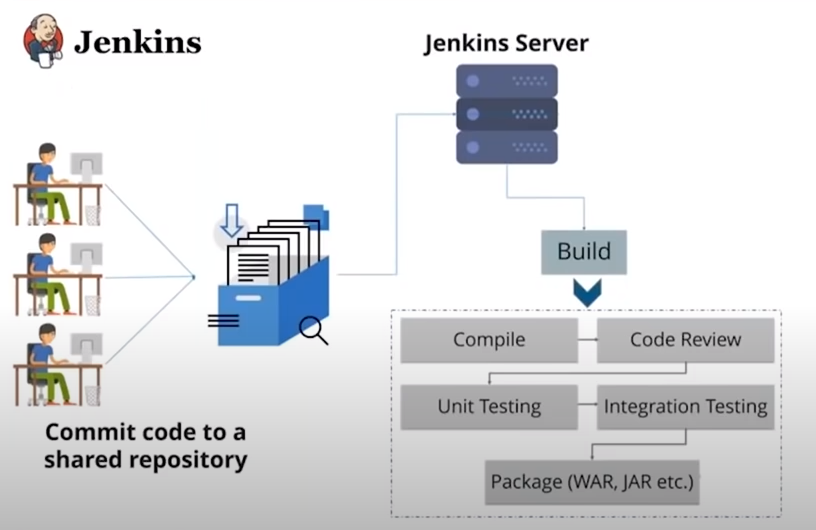 Jenkins
Jenkins Server
Build
Compile
Code Review
Unit Testing
Integration Testing
Package (WAR, JAR etc.)
Commit code to a
shared repository